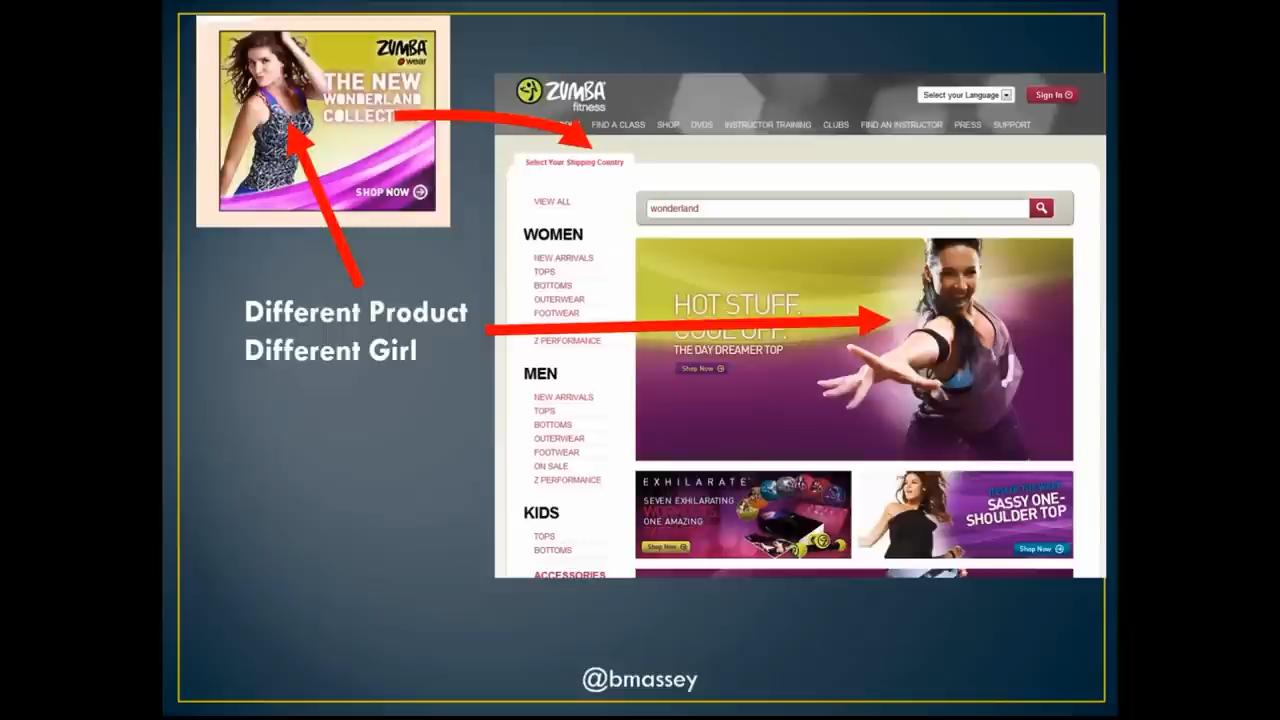 ZUMBA
wear
THE NEW
WONDERLAND
COLLECT
SHOP NOW
Different Product
Different Girl
ZUMBA
fitness
Select your Language
Sign In
FIND A CLASS SHOP DVDS INSTRUCTOR TRAINING CLUBS FIND AN INSTRUCTOR PRESS SUPPORT
Select Your Shipping Country
wonderland
VIEW ALL
WOMEN
NEW ARRIVALS
TOPS
BOTTOMS
OUTERWEAR
FOOTWEAR
Z PERFORMANCE
MEN
NEW ARRIVALS
TOPS
BOTTOMS
OUTERWEAR
FOOTWEAR
ON SALE
Z PERFORMANCE
KIDS
TOPS
BOTTOMS
ACCESSORIES
HOT STUFF.
COOL OFF.
THE DAY DREAMER TOP
Shop Now
EXHILARATE
SEVEN EXHILARATING
WORKOUTS
ONE AMAZING
Shop Now
SASSY ONE-
SHOULDER TOP
Shop Now
@bmassey